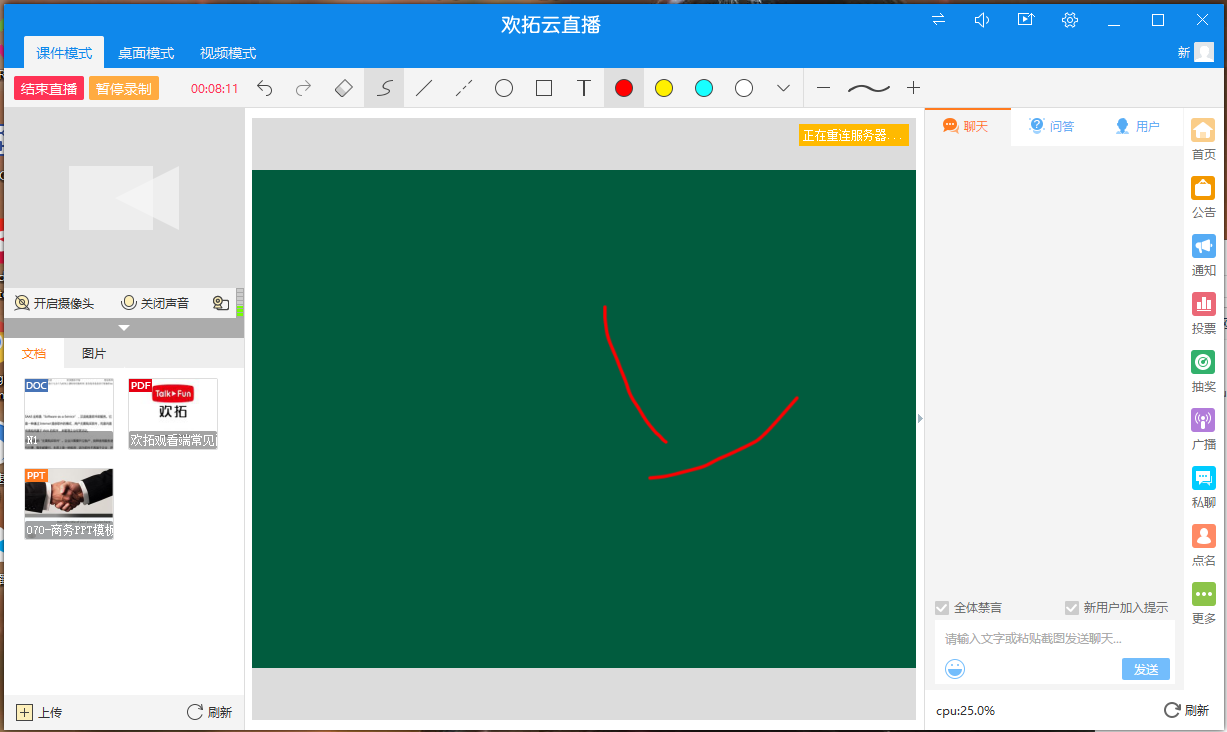 欢拓云直播
课件模式 桌面模式 视频模式
新
结束直播 暂停录制 00:08:11
正在重连服务器...
开启摄像头 关闭声音
文档 图片
DOC
N1
PDF
Talk Fun
欢拓
欢拓观看端常见问
PPT
070-商务PPT模板
上传 刷新
聊天 问答 用户
全体禁言 新用户加入提示
请输入文字或粘贴截图发送聊天...
发送
cpu:25.0% 刷新
首页
公告
通知
投票
抽奖
广播
私聊
点名
更多